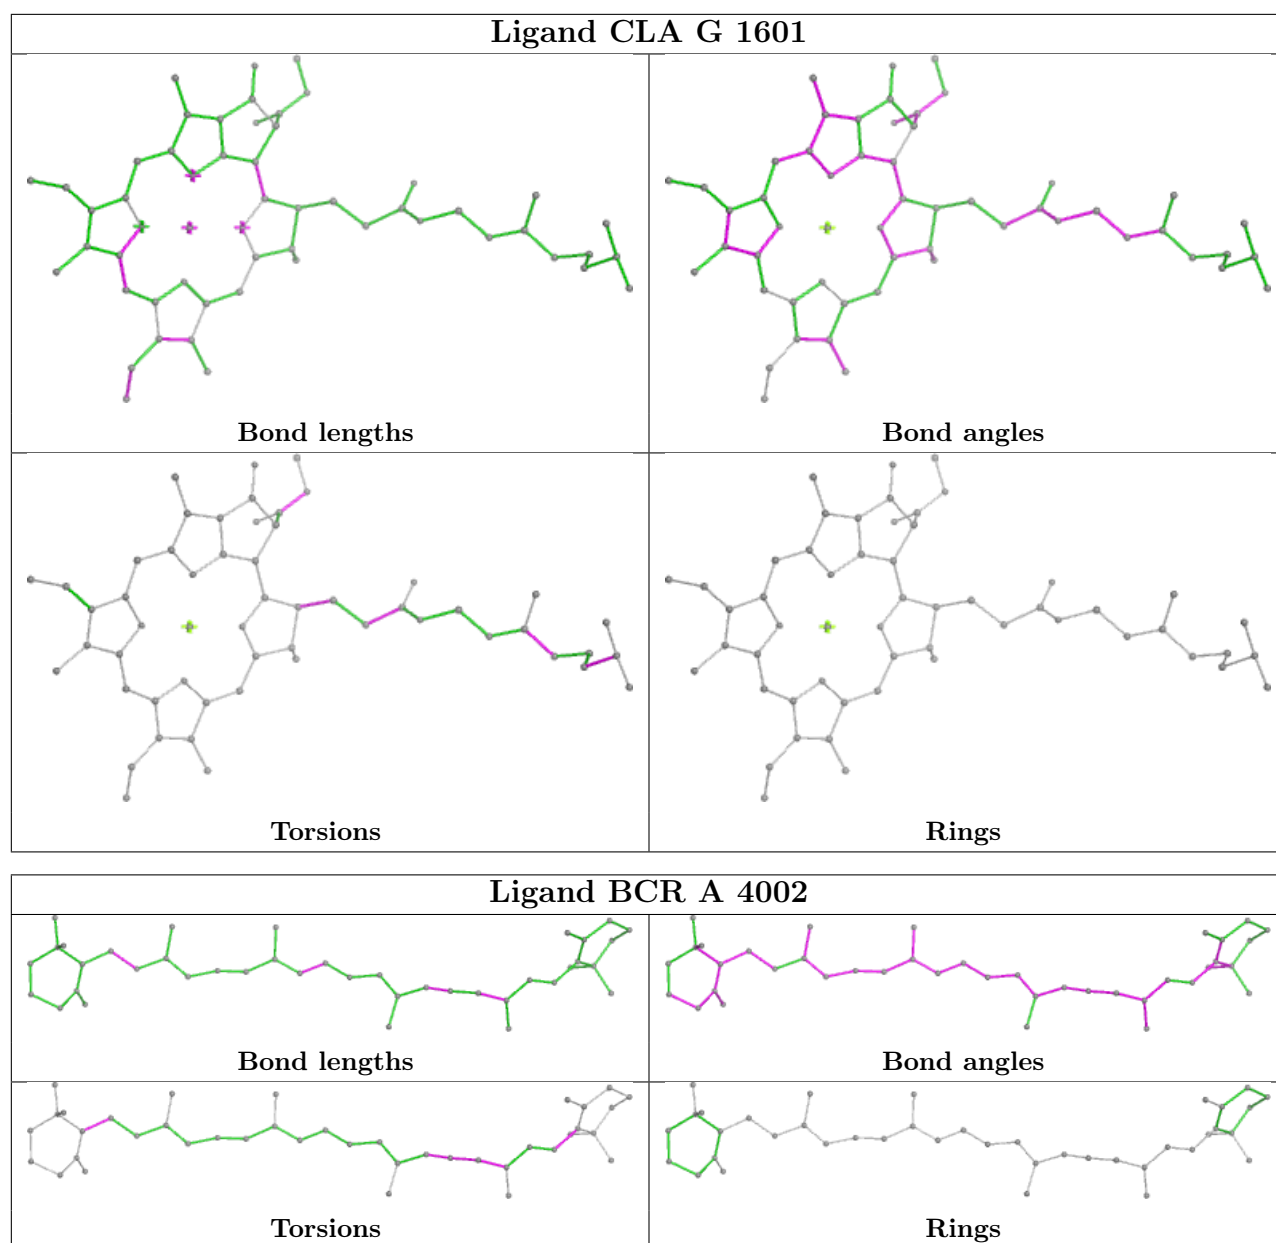 Ligand CLA G 1601
Bond lengths
Bond angles
Torsions
Rings
Ligand BCR A 4002
Bond lengths
Bond angles
Torsions
Rings